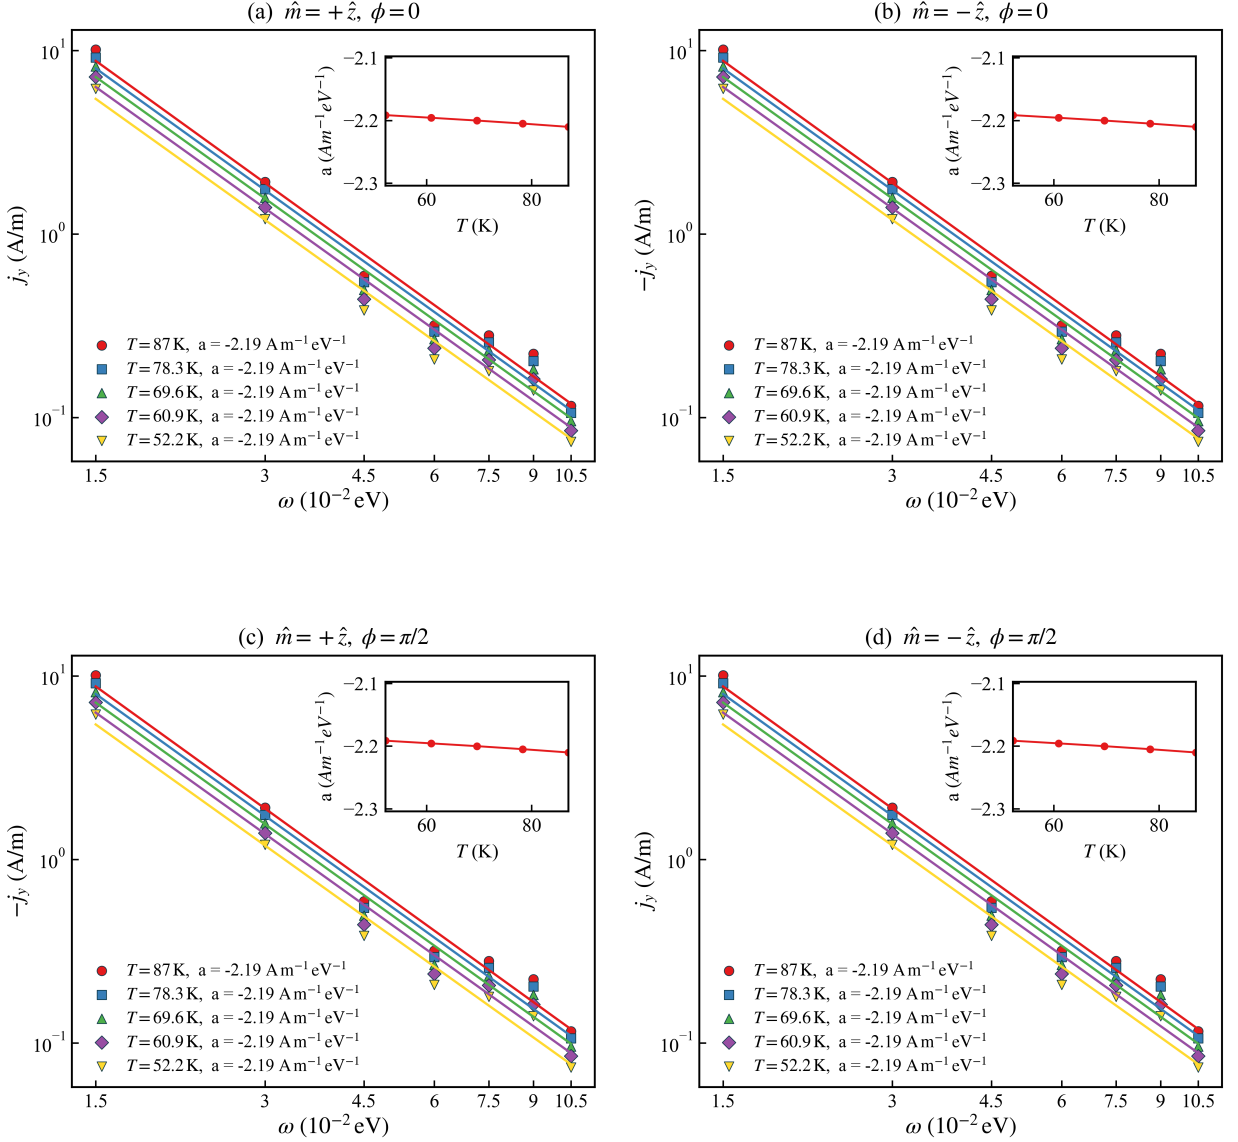 (a) m̂ = +ẑ, ϕ = 0
10¹
10⁰
10⁻¹
j_y (A/m)
−2.1
−2.2
−2.3
a (Am⁻¹eV⁻¹)
60 80
T (K)
T = 87 K, a = -2.19 A m⁻¹ eV⁻¹
T = 78.3 K, a = -2.19 A m⁻¹ eV⁻¹
T = 69.6 K, a = -2.19 A m⁻¹ eV⁻¹
T = 60.9 K, a = -2.19 A m⁻¹ eV⁻¹
T = 52.2 K, a = -2.19 A m⁻¹ eV⁻¹
1.5 3 4.5 6 7.5 9 10.5
ω (10⁻² eV)
(b) m̂ = −ẑ, ϕ = 0
10¹
10⁰
10⁻¹
−j_y (A/m)
−2.1
−2.2
−2.3
a (Am⁻¹eV⁻¹)
60 80
T (K)
T = 87 K, a = -2.19 A m⁻¹ eV⁻¹
T = 78.3 K, a = -2.19 A m⁻¹ eV⁻¹
T = 69.6 K, a = -2.19 A m⁻¹ eV⁻¹
T = 60.9 K, a = -2.19 A m⁻¹ eV⁻¹
T = 52.2 K, a = -2.19 A m⁻¹ eV⁻¹
1.5 3 4.5 6 7.5 9 10.5
ω (10⁻² eV)
(c) m̂ = +ẑ, ϕ = π/2
10¹
10⁰
10⁻¹
−j_y (A/m)
−2.1
−2.2
−2.3
a (Am⁻¹eV⁻¹)
60 80
T (K)
T = 87 K, a = -2.19 A m⁻¹ eV⁻¹
T = 78.3 K, a = -2.19 A m⁻¹ eV⁻¹
T = 69.6 K, a = -2.19 A m⁻¹ eV⁻¹
T = 60.9 K, a = -2.19 A m⁻¹ eV⁻¹
T = 52.2 K, a = -2.19 A m⁻¹ eV⁻¹
1.5 3 4.5 6 7.5 9 10.5
ω (10⁻² eV)
(d) m̂ = −ẑ, ϕ = π/2
10¹
10⁰
10⁻¹
j_y (A/m)
−2.1
−2.2
−2.3
a (Am⁻¹eV⁻¹)
60 80
T (K)
T = 87 K, a = -2.19 A m⁻¹ eV⁻¹
T = 78.3 K, a = -2.19 A m⁻¹ eV⁻¹
T = 69.6 K, a = -2.19 A m⁻¹ eV⁻¹
T = 60.9 K, a = -2.19 A m⁻¹ eV⁻¹
T = 52.2 K, a = -2.19 A m⁻¹ eV⁻¹
1.5 3 4.5 6 7.5 9 10.5
ω (10⁻² eV)